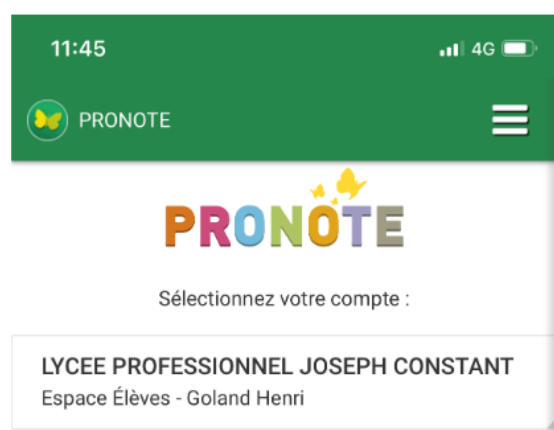 11:45 4G
PRONOTE
PRONOTE
Sélectionnez votre compte :
LYCEE PROFESSIONNEL JOSEPH CONSTANT
Espace Élèves - Goland Henri